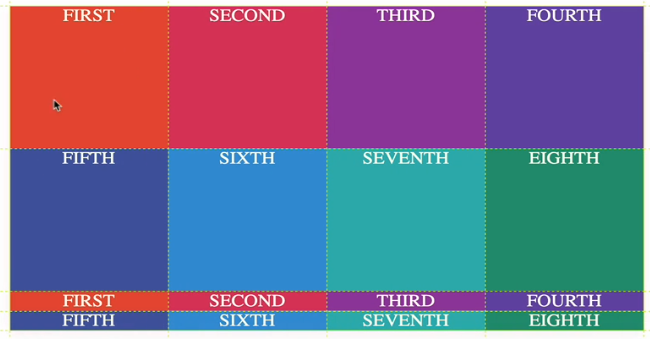 FIRST SECOND THIRD FOURTH
FIFTH SIXTH SEVENTH EIGHTH
FIRST SECOND THIRD FOURTH
FIFTH SIXTH SEVENTH EIGHTH